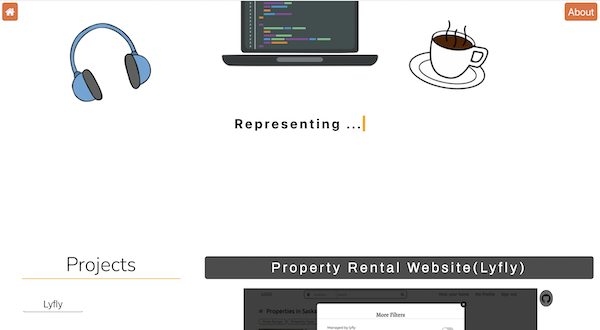 About
Representing ...
Projects
Property Rental Website(Lyfly)
Lyfly
Properties in Saska
More Filters
Managed by lyfly